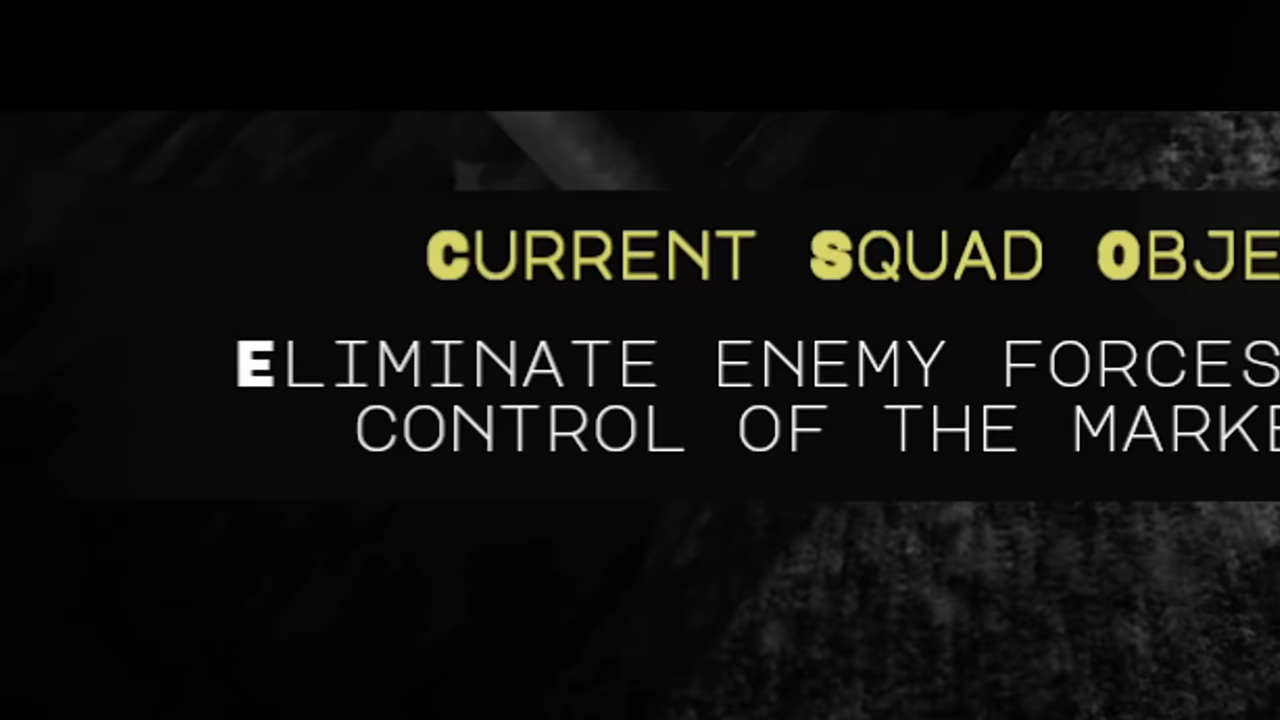 CURRENT SQUAD OBJE
ELIMINATE ENEMY FORCES
CONTROL OF THE MARKE